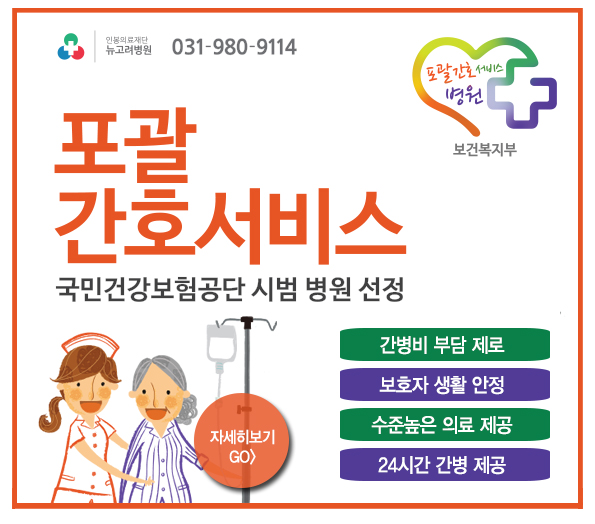 인봉의료재단
뉴고려병원
031-980-9114
포괄간호서비스
병원
보건복지부
포괄
간호서비스
국민건강보험공단 시범 병원 선정
간병비 부담 제로
보호자 생활 안정
수준높은 의료 제공
24시간 간병 제공
자세히보기
GO〉